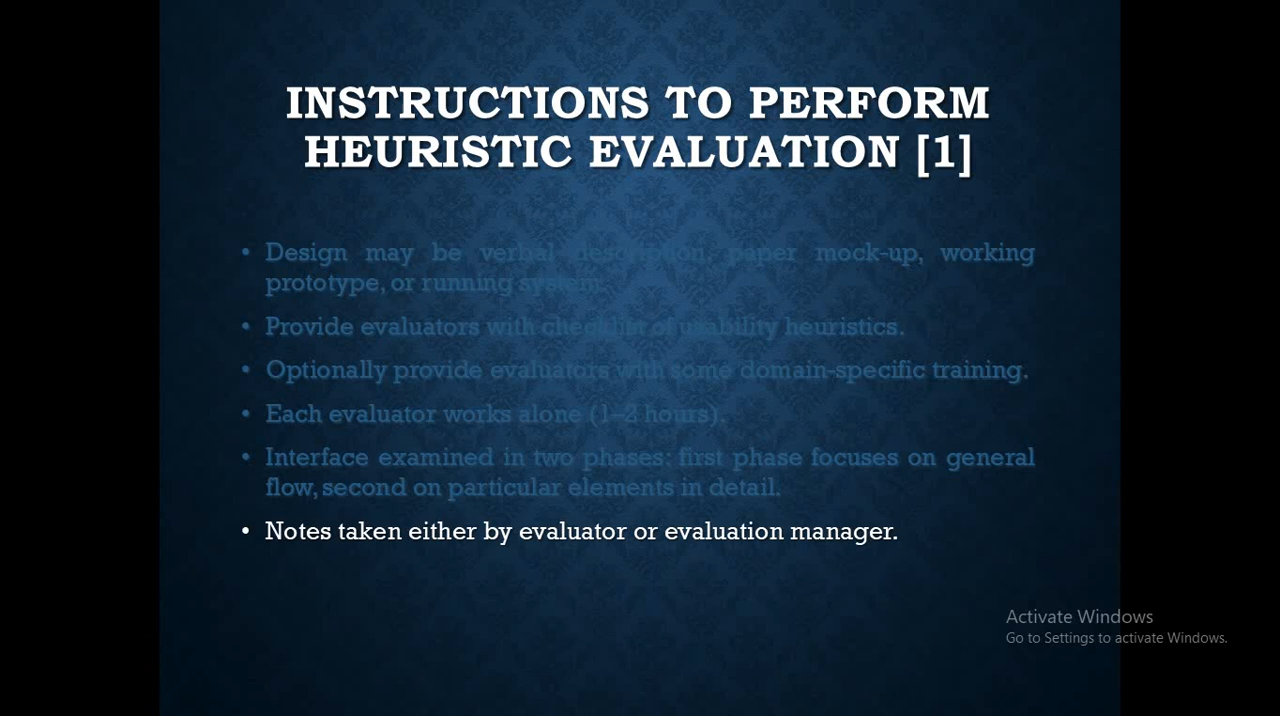 INSTRUCTIONS TO PERFORM
HEURISTIC EVALUATION [1]
• Design may be verbal description, paper mock-up, working
prototype, or running system.
• Provide evaluators with checklist of usability heuristics.
• Optionally provide evaluators with some domain-specific training.
• Each evaluator works alone (1–2 hours).
• Interface examined in two phases: first phase focuses on general
flow, second on particular elements in detail.
• Notes taken either by evaluator or evaluation manager.
Activate Windows
Go to Settings to activate Windows.